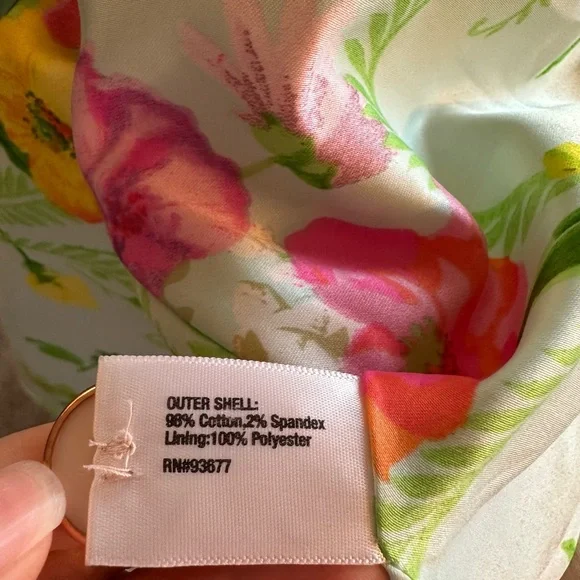 OUTER SHELL:
98% Cotton,2% Spandex
Lining:100% Polyester
RN#93677